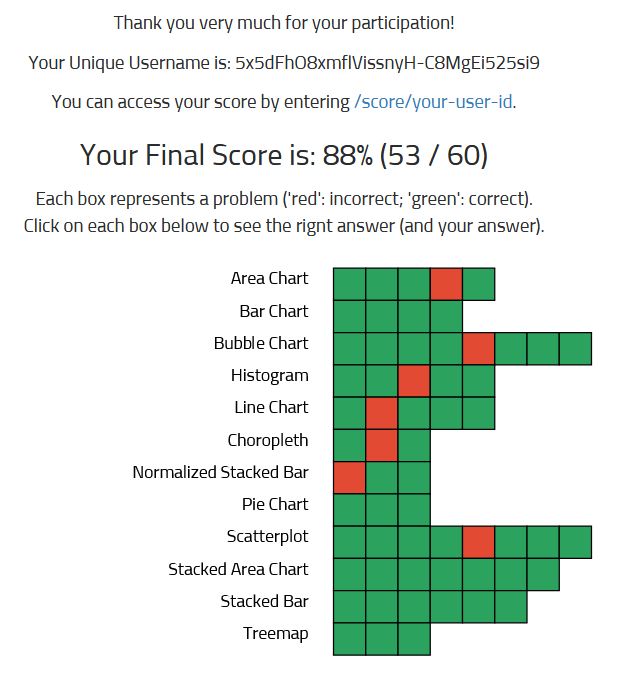 Thank you very much for your participation!
Your Unique Username is: 5x5dFhO8xmflVissnyH-C8MgEi525si9
You can access your score by entering /score/your-user-id.
Your Final Score is: 88% (53 / 60)
Each box represents a problem ('red': incorrect; 'green': correct).
Click on each box below to see the rignt answer (and your answer).
Area Chart
Bar Chart
Bubble Chart
Histogram
Line Chart
Choropleth
Normalized Stacked Bar
Pie Chart
Scatterplot
Stacked Area Chart
Stacked Bar
Treemap